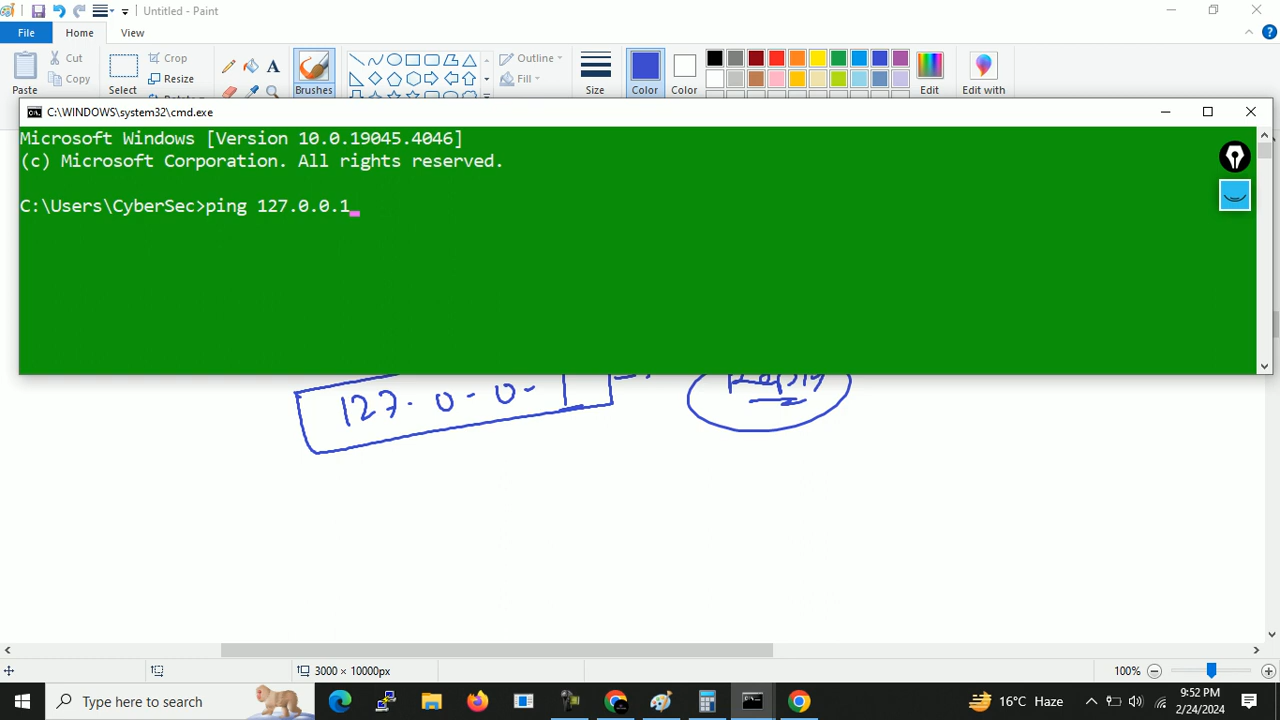 Untitled - Paint
File
Home
View
Paste
Cut
Copy
Select
Crop
Resize
Brushes
Outline
Fill
Size
Color
Color
Edit
Edit with
C:\WINDOWS\system32\cmd.exe
Microsoft Windows [Version 10.0.19045.4046]
(c) Microsoft Corporation. All rights reserved.
C:\Users\CyberSec>ping 127.0.0.1
127.0.0.
3000 × 10000px
100%
Type here to search
16°C Haze
9:52 PM
2/24/2024